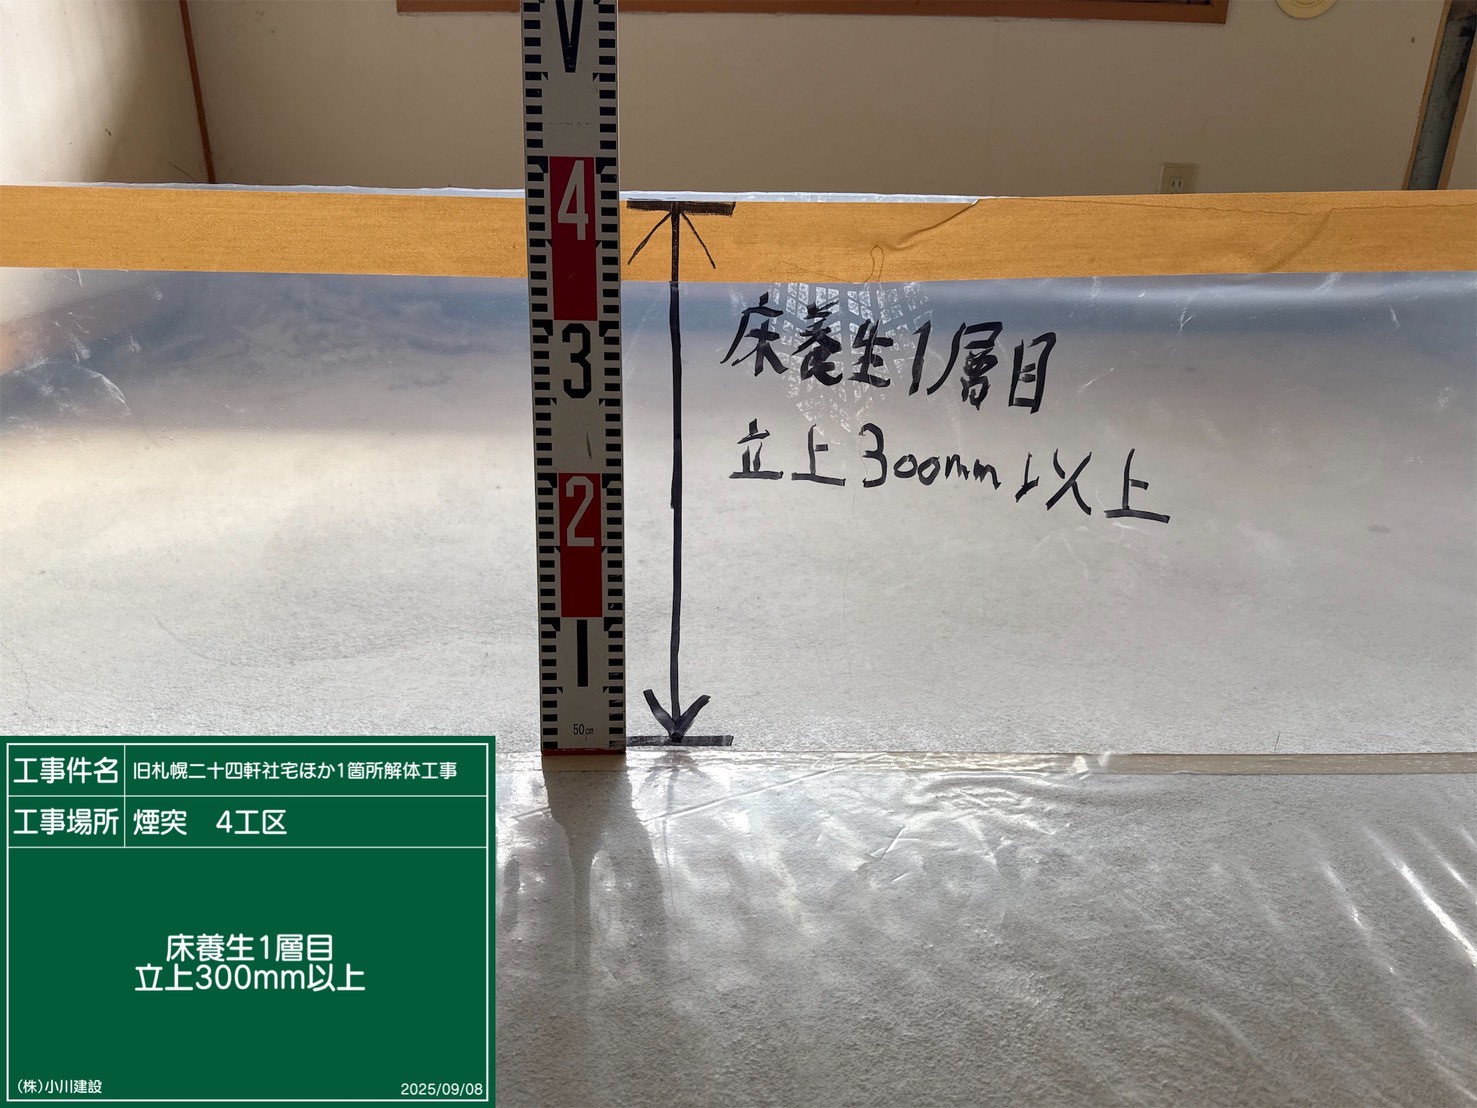 V
4
3
2
1
50cm
床養生1層目
立上300mm以上
工事件名 旧札幌二十四軒社宅ほか1箇所解体工事
工事場所 煙突 4工区
床養生1層目
立上300mm以上
(株)小川建設
2025/09/08